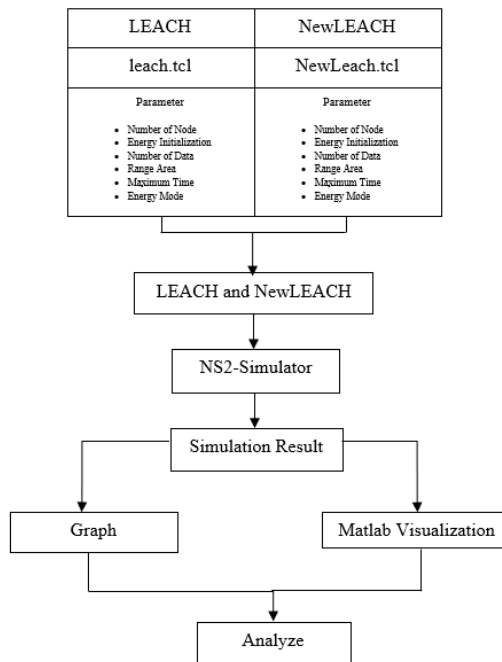 LEACH
NewLEACH
leach.tcl
NewLeach.tcl
Parameter
• Number of Node
• Energy Initialization
• Number of Data
• Range Area
• Maximum Time
• Energy Mode
Parameter
• Number of Node
• Energy Initialization
• Number of Data
• Range Area
• Maximum Time
• Energy Mode
LEACH and NewLEACH
NS2-Simulator
Simulation Result
Graph
Matlab Visualization
Analyze